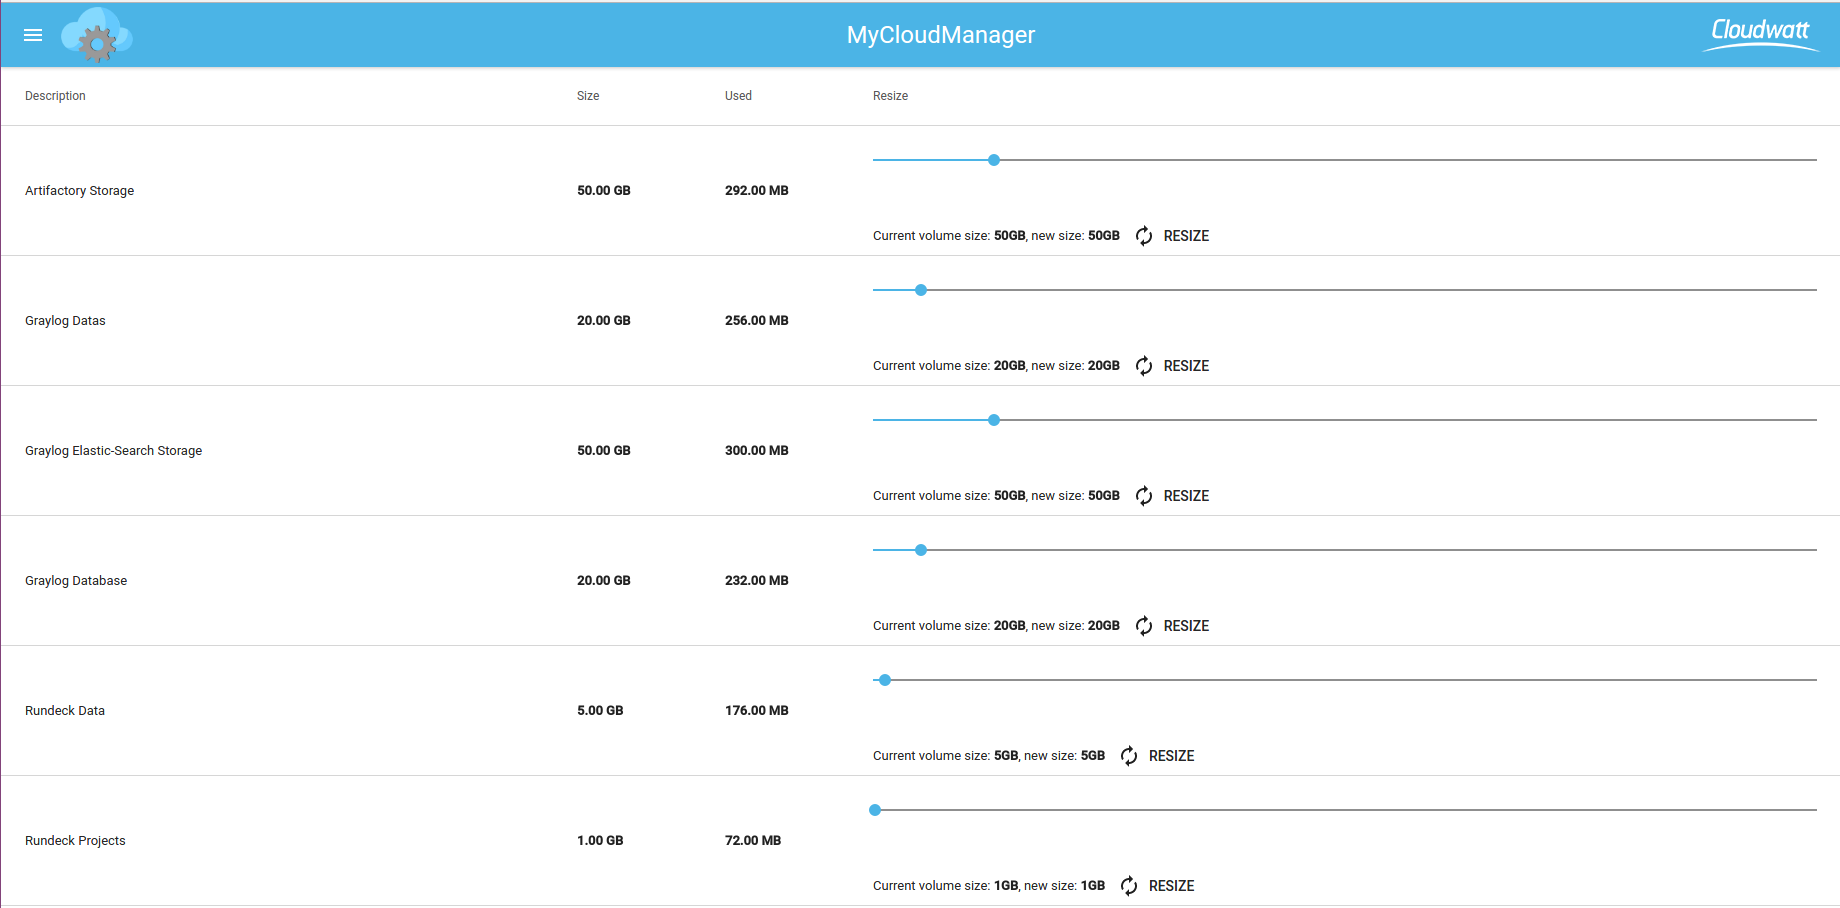 MyCloudManager
Cloudwatt
Description Size Used Resize
Artifactory Storage 50.00 GB 292.00 MB
Current volume size: 50GB, new size: 50GB RESIZE
Graylog Datas 20.00 GB 256.00 MB
Current volume size: 20GB, new size: 20GB RESIZE
Graylog Elastic-Search Storage 50.00 GB 300.00 MB
Current volume size: 50GB, new size: 50GB RESIZE
Graylog Database 20.00 GB 232.00 MB
Current volume size: 20GB, new size: 20GB RESIZE
Rundeck Data 5.00 GB 176.00 MB
Current volume size: 5GB, new size: 5GB RESIZE
Rundeck Projects 1.00 GB 72.00 MB
Current volume size: 1GB, new size: 1GB RESIZE